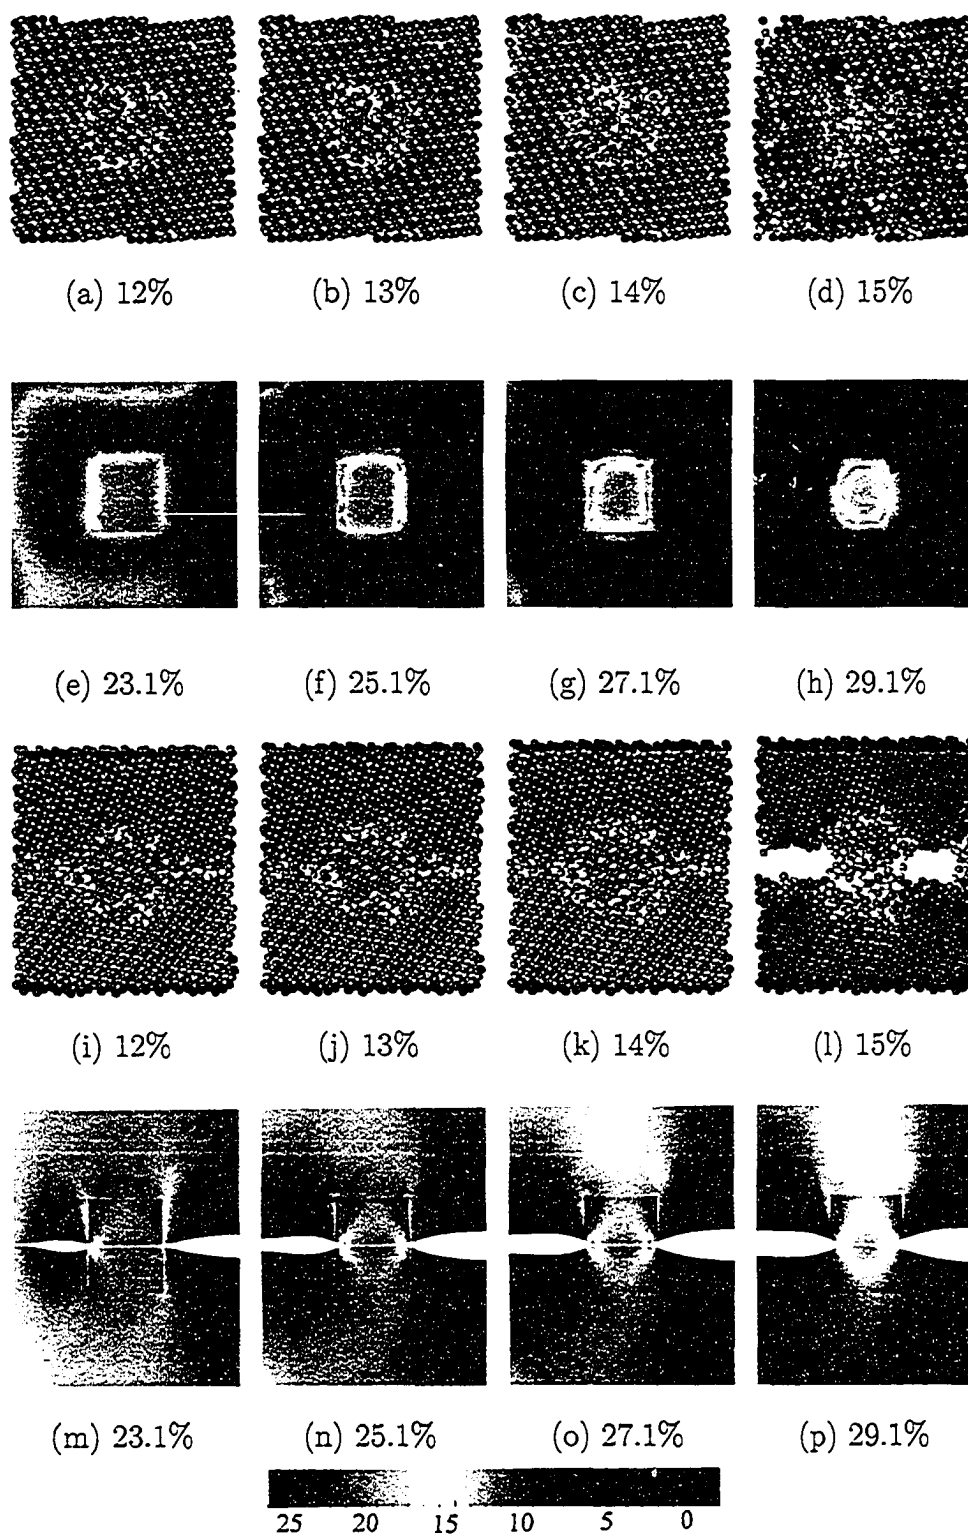 (a) 12% (b) 13% (c) 14% (d) 15%
(e) 23.1% (f) 25.1% (g) 27.1% (h) 29.1%
(i) 12% (j) 13% (k) 14% (l) 15%
(m) 23.1% (n) 25.1% (o) 27.1% (p) 29.1%
25 20 15 10 5 0